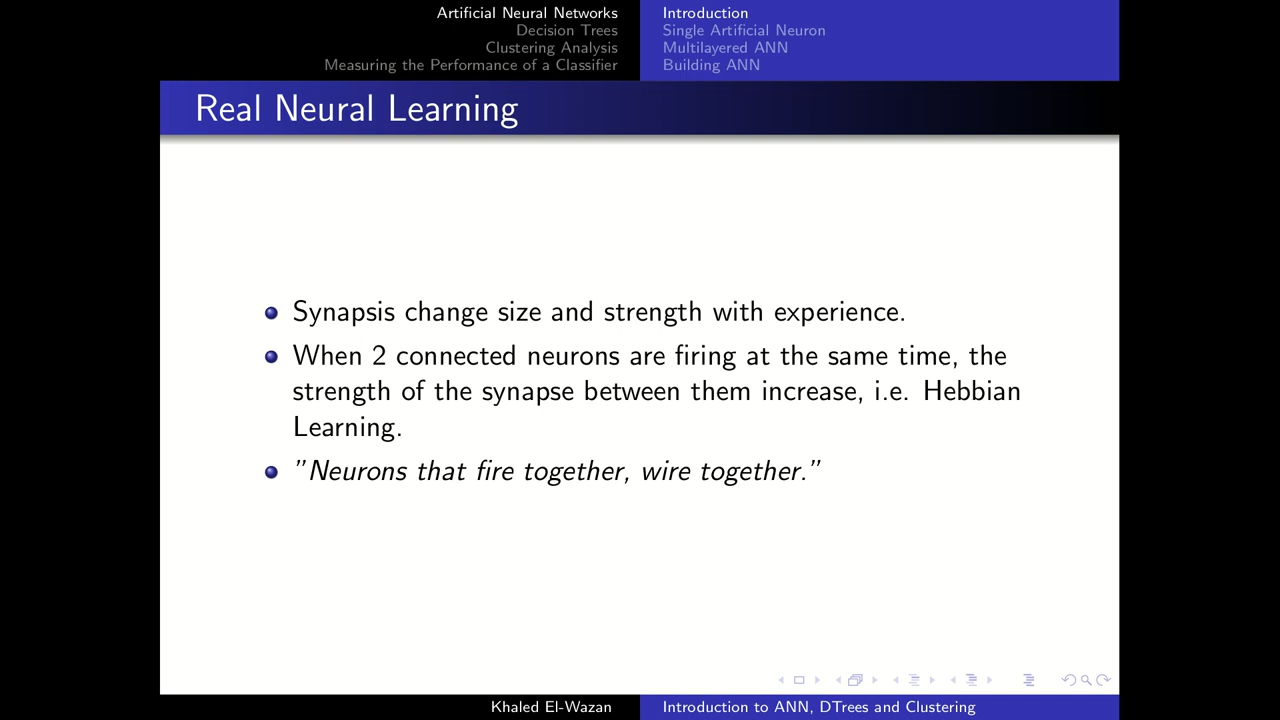 Artificial Neural Networks
Decision Trees
Clustering Analysis
Measuring the Performance of a Classifier
Introduction
Single Artificial Neuron
Multilayered ANN
Building ANN
Real Neural Learning
Synapsis change size and strength with experience.
When 2 connected neurons are firing at the same time, the
strength of the synapse between them increase, i.e. Hebbian
Learning.
”Neurons that fire together, wire together.”
Khaled El-Wazan
Introduction to ANN, DTrees and Clustering